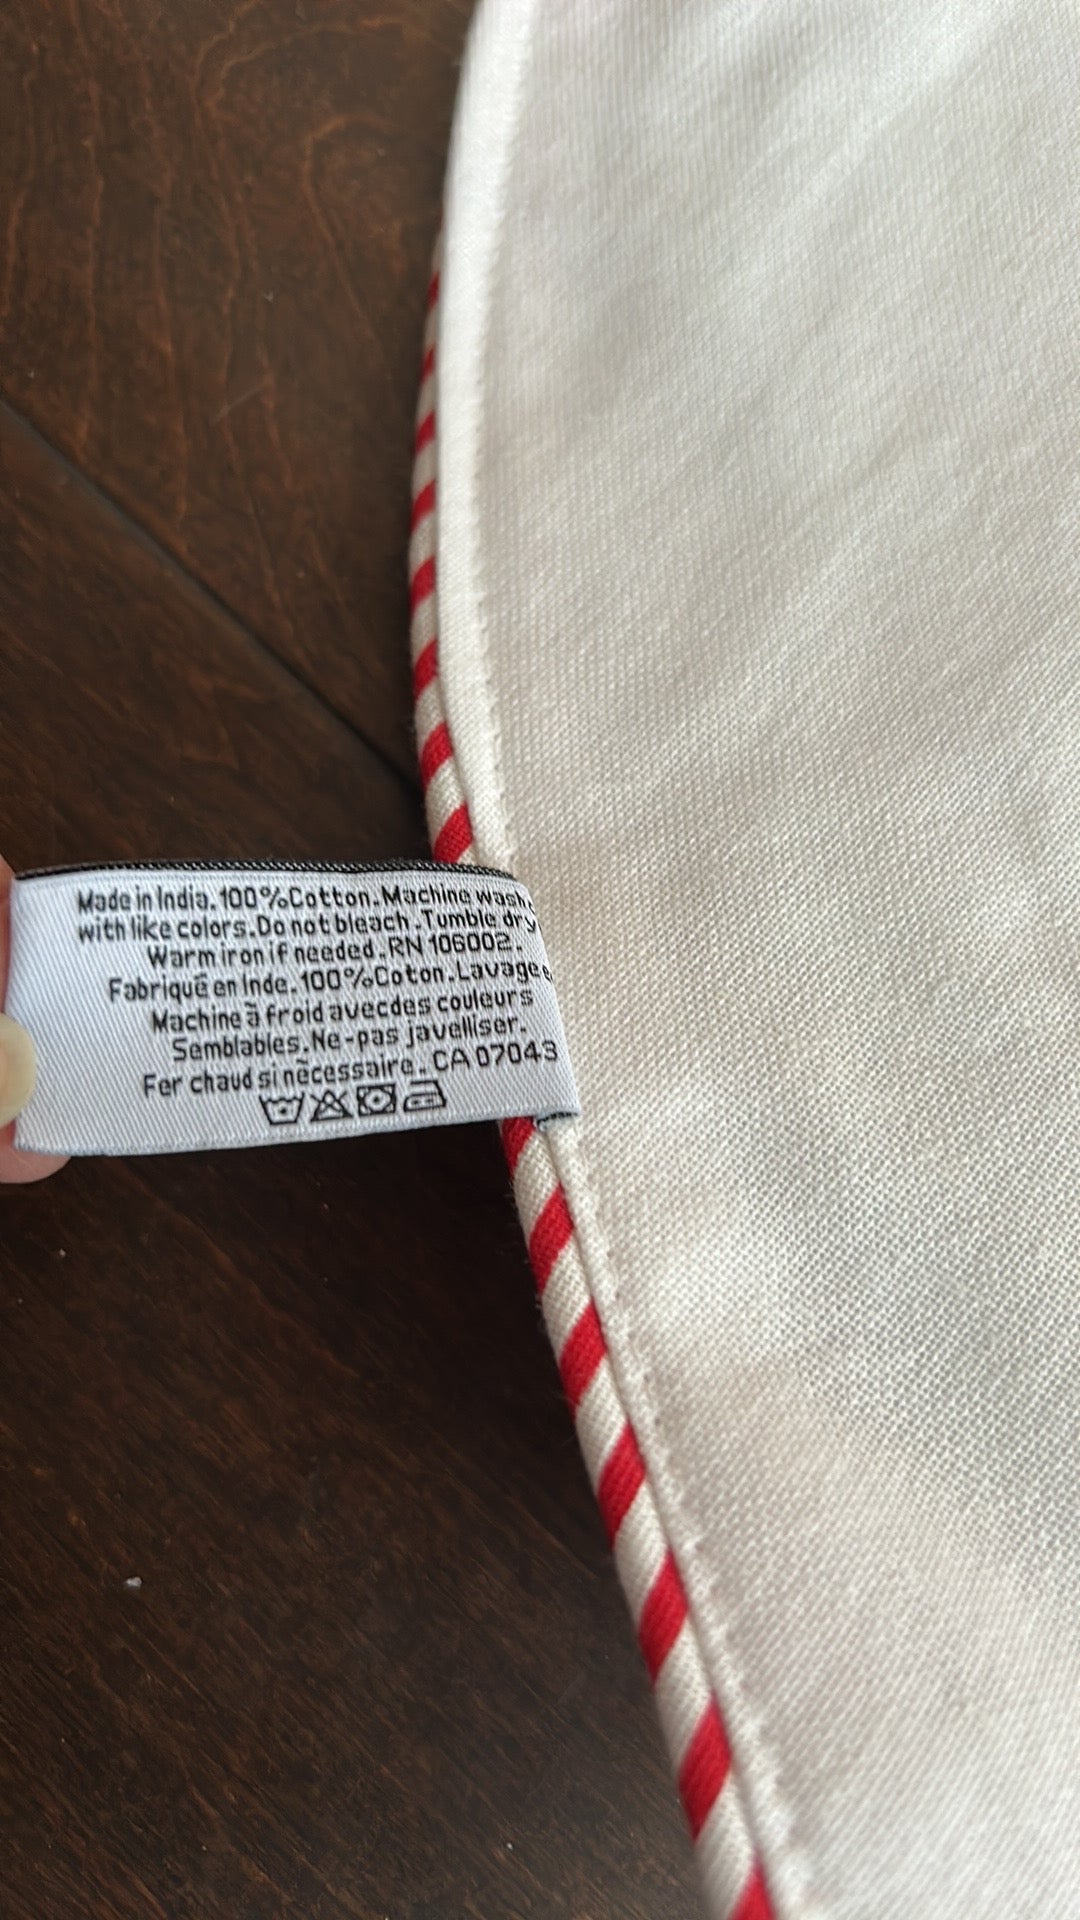 Made in India. 100%Cotton. Machine wash
with like colors. Do not bleach. Tumble dry
Warm iron if needed. RN 106002.
Fabriqué en Inde. 100%Coton. Lavage e
Machine ã froid avecdes couleurs
Semblables. Ne-pas javelliser.
Fer chaud si nẽcessaire. CA 07043